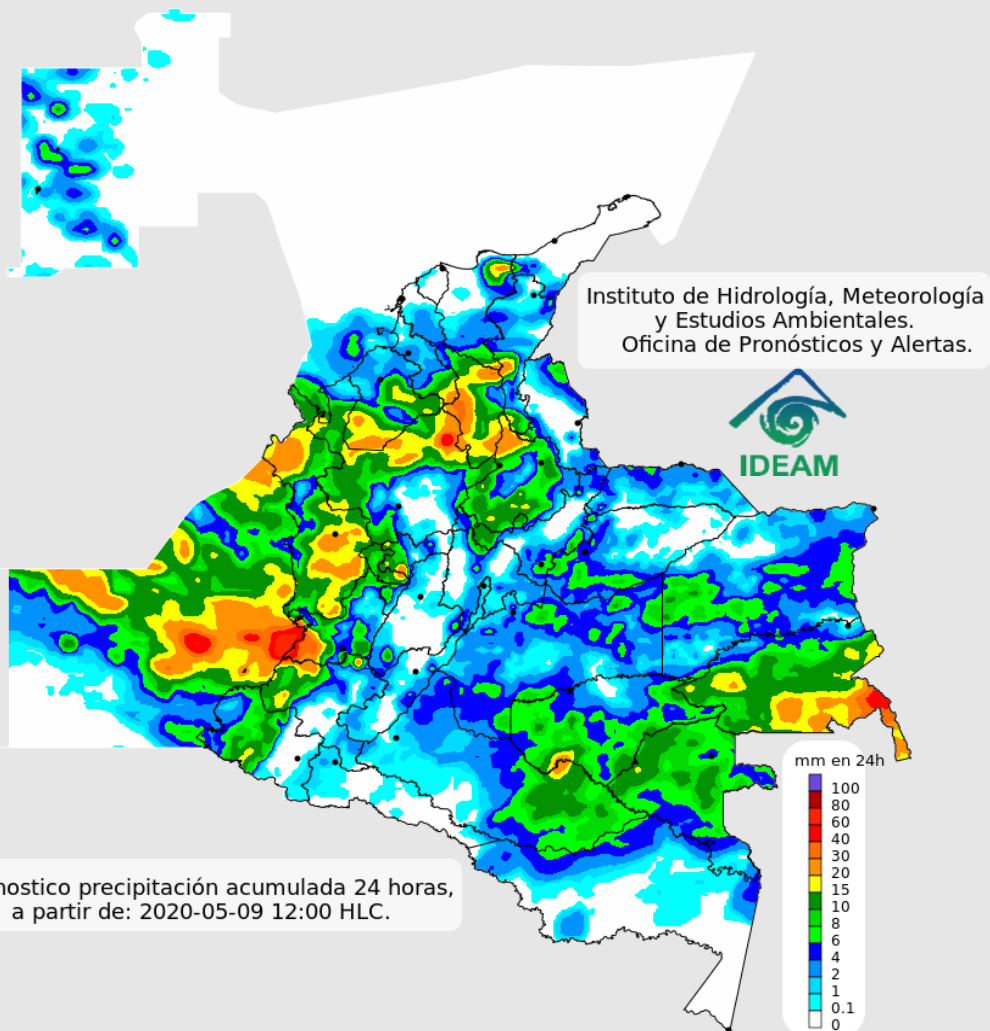 Instituto de Hidrología, Meteorología
y Estudios Ambientales.
Oficina de Pronósticos y Alertas.
IDEAM
mm en 24h
100
80
60
40
30
20
15
10
8
6
4
2
1
0.1
0
nostico precipitación acumulada 24 horas,
a partir de: 2020-05-09 12:00 HLC.